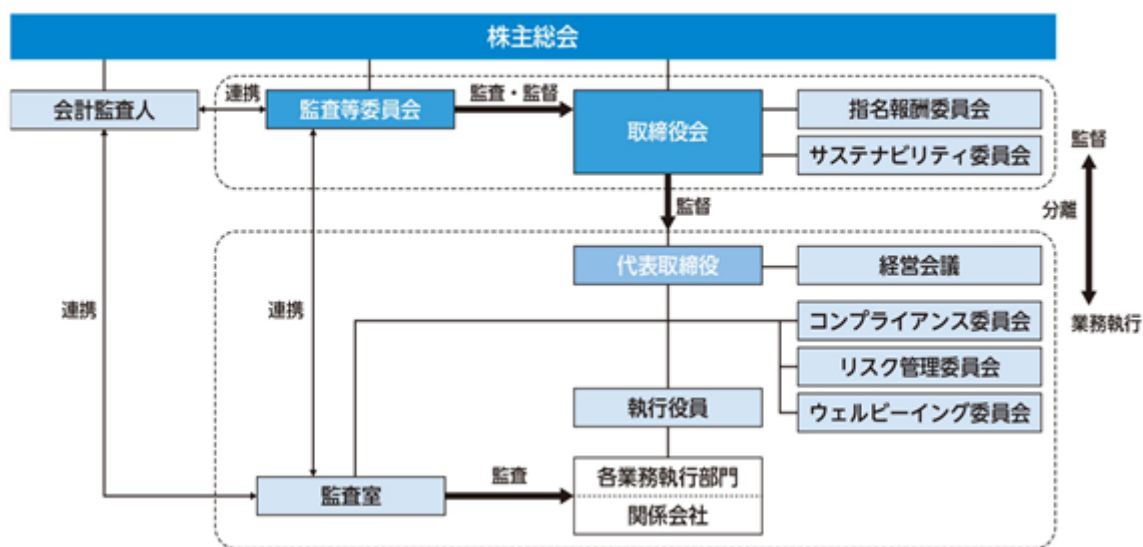 株主総会
会計監査人
連携
監査等委員会
監査・監督
取締役会
指名報酬委員会
サステナビリティ委員会
監督
分離
業務執行
監督
代表取締役
経営会議
連携
連携
コンプライアンス委員会
リスク管理委員会
執行役員
ウェルビーイング委員会
監査室
監査
各業務執行部門
関係会社